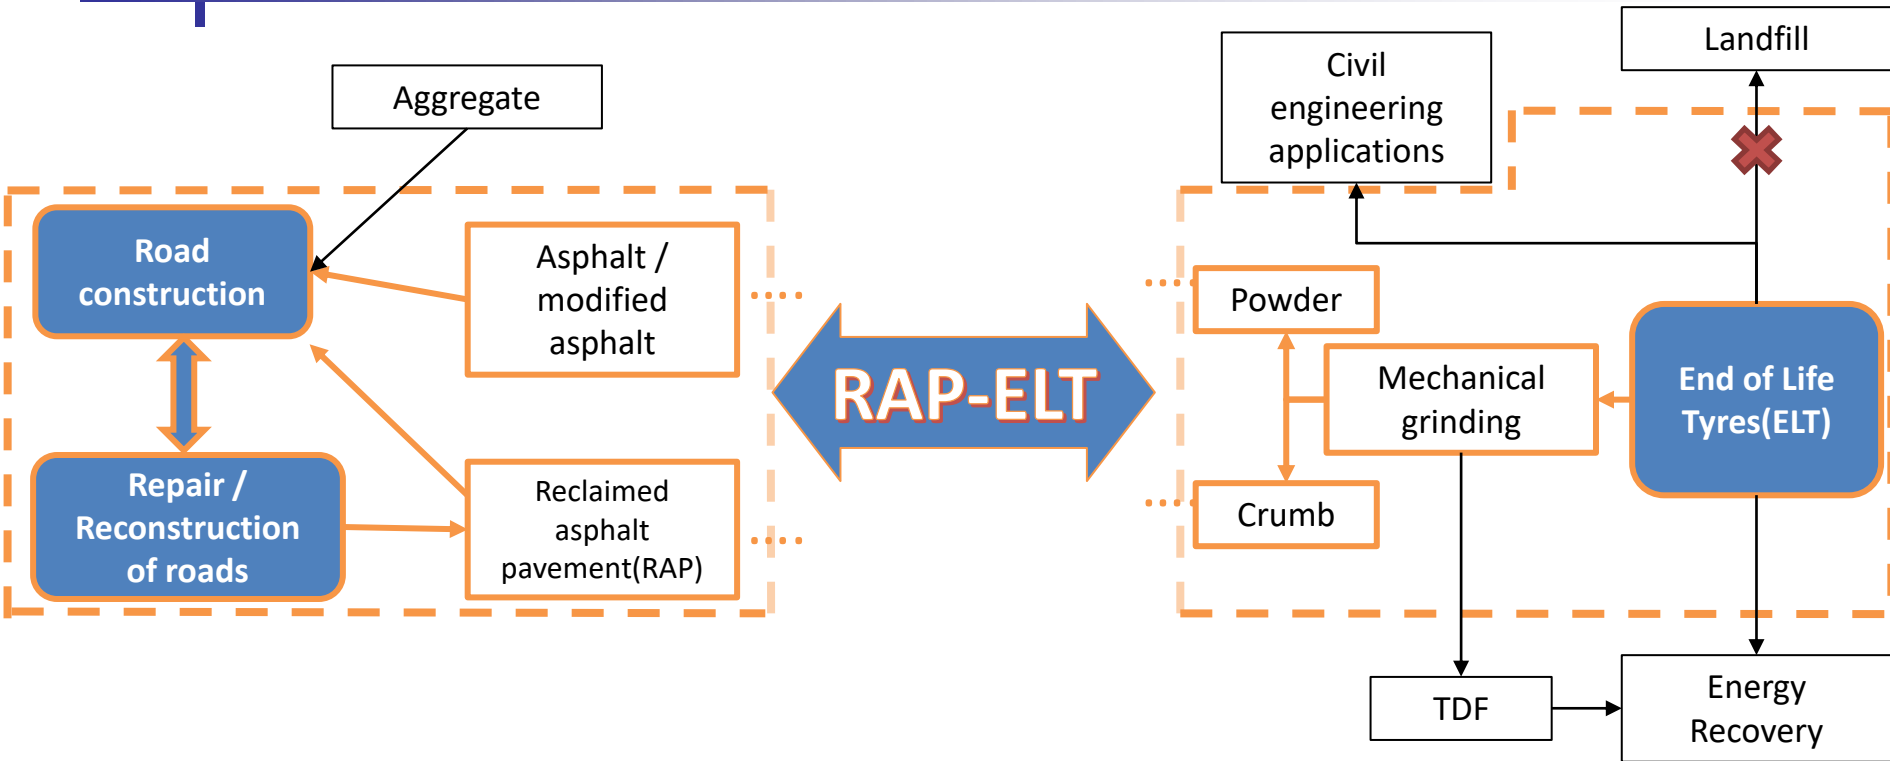 Landfill
Civil
engineering
applications
Aggregate
Road
construction
Asphalt /
modified
asphalt
Powder
RAP-ELT
Mechanical
grinding
End of Life
Tyres(ELT)
Repair /
Reconstruction
of roads
Reclaimed
asphalt
pavement(RAP)
Crumb
TDF
Energy
Recovery